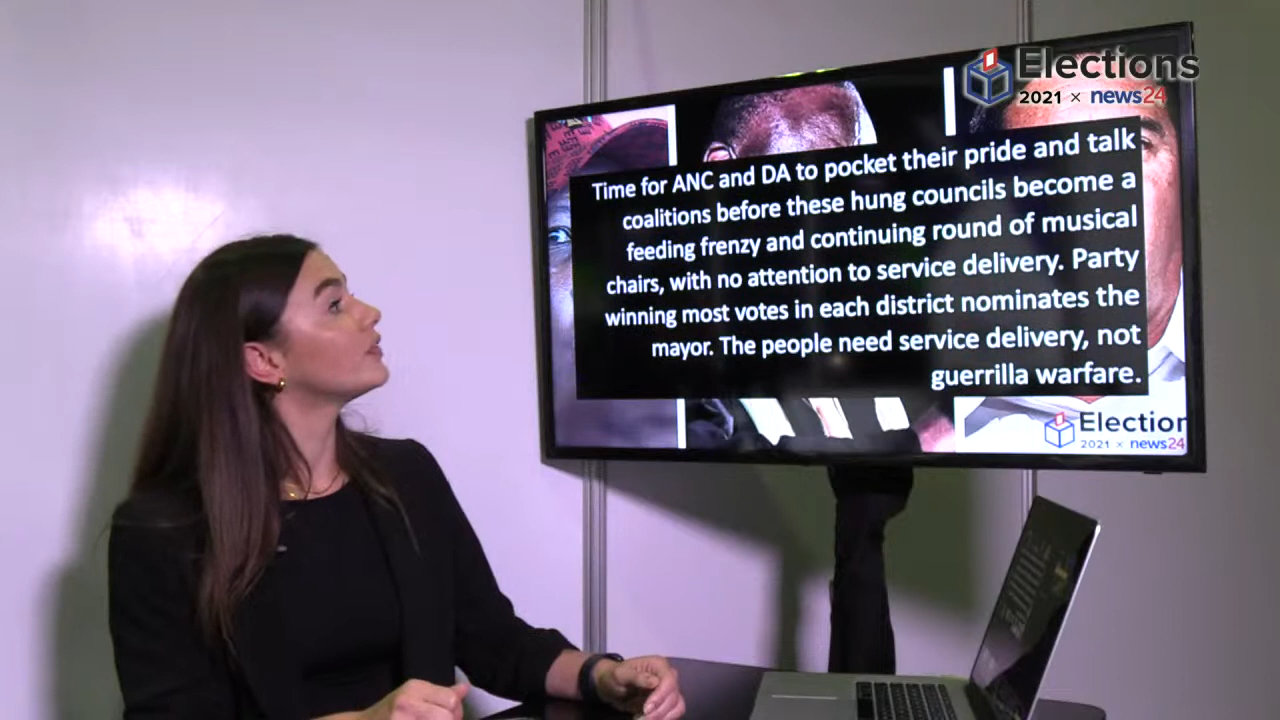 Elections
2021 × news24
Time for ANC and DA to pocket their pride and talk
coalitions before these hung councils become a
feeding frenzy and continuing round of musical
chairs, with no attention to service delivery. Party
winning most votes in each district nominates the
mayor. The people need service delivery, not
guerrilla warfare.
Election
2021 × news24